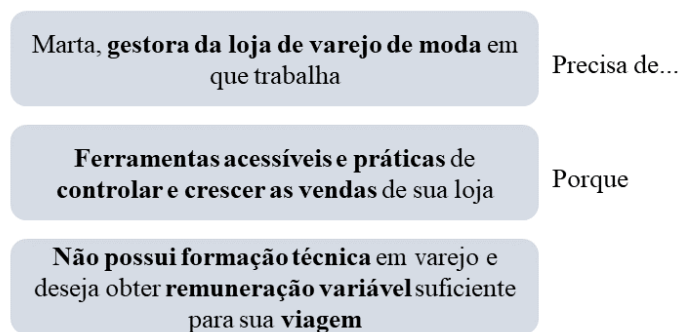 Marta, gestora da loja de varejo de moda em
que trabalha
Precisa de...
Ferramentas acessíveis e práticas de
controlar e crescer as vendas de sua loja
Porque
Não possui formação técnica em varejo e
deseja obter remuneração variável suficiente
para sua viagem